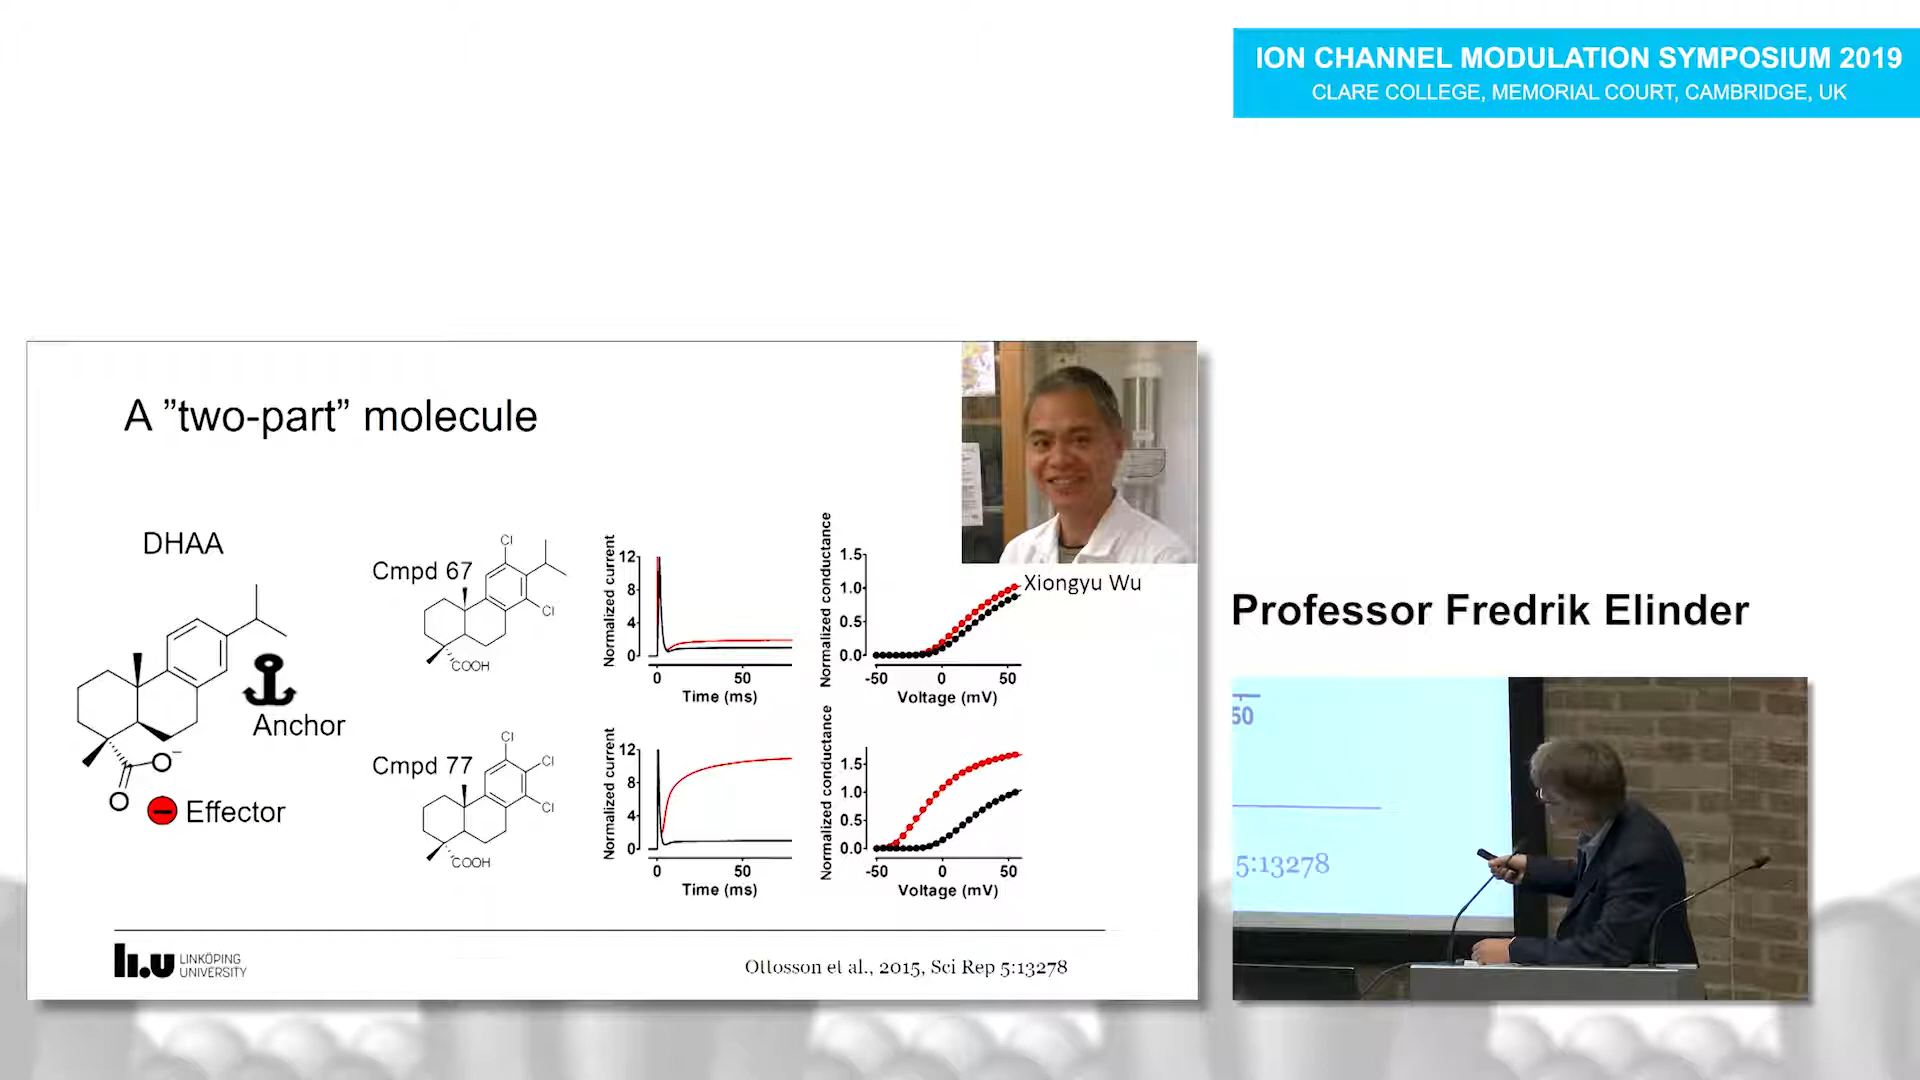 ION CHANNEL MODULATION SYMPOSIUM 2019
CLARE COLLEGE, MEMORIAL COURT, CAMBRIDGE, UK
A ”two-part” molecule
DHAA
Anchor
O
−
O
Effector
Cmpd 67
Cl
Cl
COOH
Normalized current
12
8
4
0
0
50
Time (ms)
Normalized conductance
1.5
1.0
0.5
0.0
-50
0
50
Voltage (mV)
Xiongyu Wu
Cmpd 77
Cl
Cl
Cl
COOH
Normalized current
12
8
4
0
0
50
Time (ms)
Normalized conductance
1.5
1.0
0.5
0.0
-50
0
50
Voltage (mV)
li.u LINKÖPING
UNIVERSITY
Ottosson et al., 2015, Sci Rep 5:13278
Professor Fredrik Elinder
50
5:13278